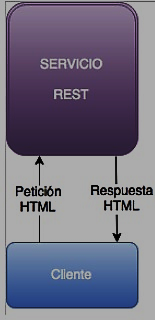 SERVICIO
REST
Petición
HTML
Respuesta
HTML
Cliente